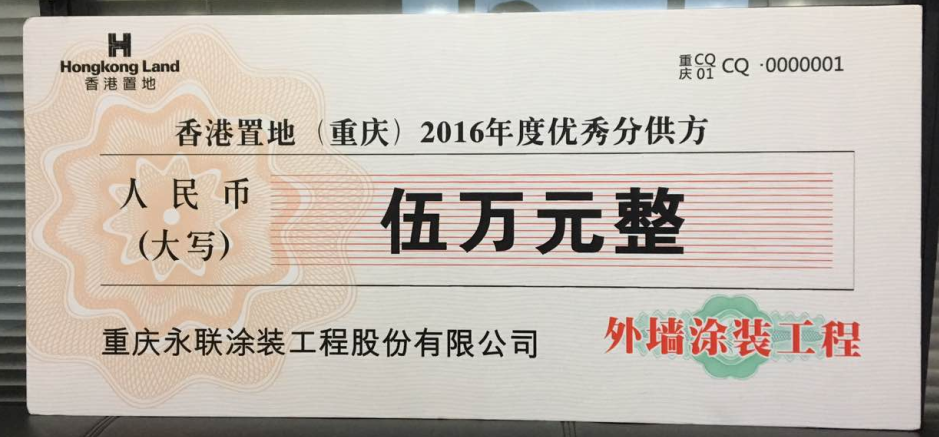 Hongkong Land
香港置地
重庆 CQ 01 CQ ·0000001
香港置地（重庆）2016年度优秀分供方
人民币
(大写)
伍万元整
重庆永联涂装工程股份有限公司
外墙涂装工程